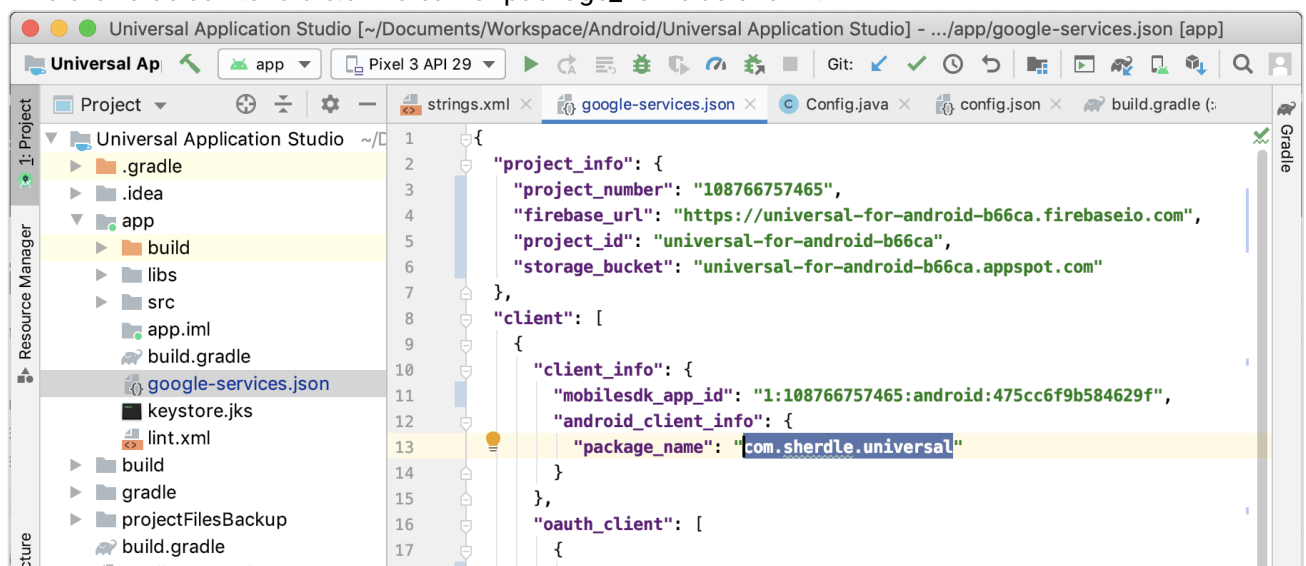 Universal Application Studio [~/Documents/Workspace/Android/Universal Application Studio] - .../app/google-services.json [app]
Universal Ap app Pixel 3 API 29 Git:
Project
strings.xml google-services.json Config.java config.json build.gradle (:
1: Project
Resource Manager
Gradle
Universal Application Studio ~/D
.gradle
.idea
app
build
libs
src
app.iml
build.gradle
google-services.json
keystore.jks
lint.xml
build
gradle
projectFilesBackup
build.gradle
1 {
2 "project_info": {
3 "project_number": "108766757465",
4 "firebase_url": "https://universal-for-android-b66ca.firebaseio.com",
5 "project_id": "universal-for-android-b66ca",
6 "storage_bucket": "universal-for-android-b66ca.appspot.com"
7 },
8 "client": [
9 {
10 "client_info": {
11 "mobilesdk_app_id": "1:108766757465:android:475cc6f9b584629f",
12 "android_client_info": {
13 "package_name": "com.sherdle.universal"
14 }
15 },
16 "oauth_client": [
17 {